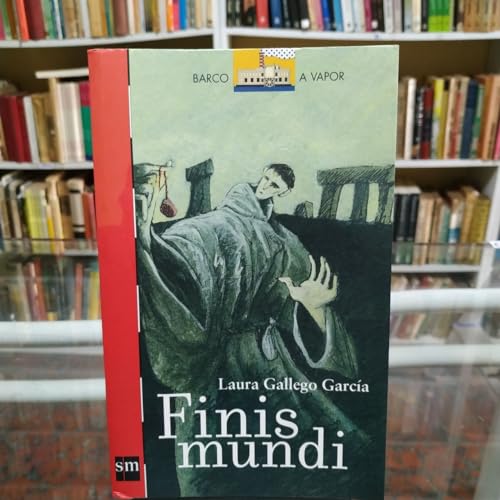 BARCO A VAPOR
Laura Gallego García
Finis
mundi
sm